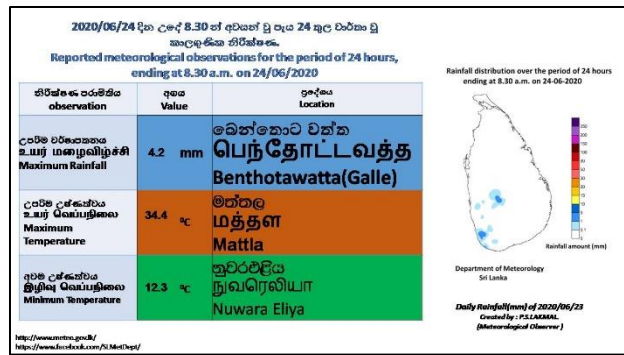 2020/06/24 දින උදේ 8.30 න් අවසන් වූ පැය 24 තුල වාර්තා වූ
කාලගුණික නිරීක්ෂණ.
Reported meteorological observations for the period of 24 hours,
ending at 8.30 a.m. on 24/06/2020
නිරීක්ෂණ පරාමිතිය
observation
අගය
Value
ප්‍රදේශය
Location
උපරිම වර්ෂාපතනය
உயர் மழைவீழ்ச்சி
Maximum Rainfall
4.2 mm
බෙන්තොට වත්ත
பெந்தோட்டவத்த
Benthotawatta(Galle)
උපරිම උෂ්ණත්වය
உயர் வெப்பநிலை
Maximum
Temperature
34.4 °C
මත්තල
மத்தள
Mattla
අවම උෂ්ණත්වය
இழிவு வெப்பநிலை
Minimum Temperature
12.3 °C
නුවරඑළිය
நுவரெலியா
Nuwara Eliya
http://www.meteo.gov.lk/
https://www.facebook.com/SLMetDept/
Rainfall distribution over the period of 24 hours
ending at 8.30 a.m. on 24-06-2020
Rainfall amount (mm)
Department of Meteorology
Sri Lanka
Daily Rainfall(mm) of 2020/06/23
Created by : P.S.LAKMAL.
(Meteorological Observer )